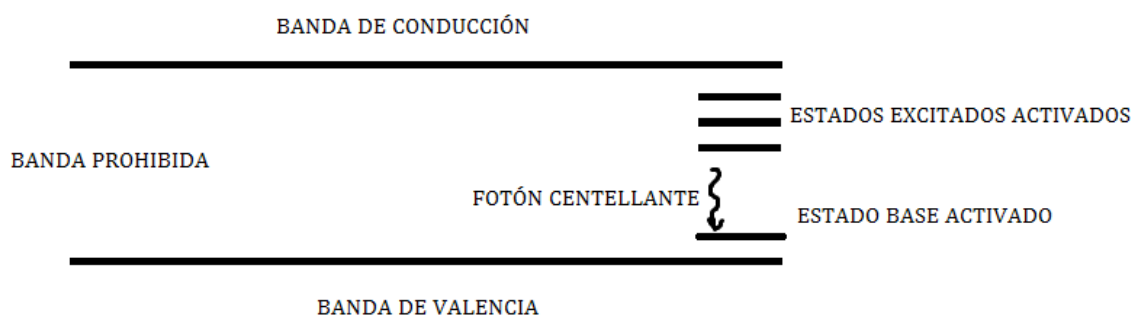 BANDA DE CONDUCCIÓN
ESTADOS EXCITADOS ACTIVADOS
BANDA PROHIBIDA
FOTÓN CENTELLANTE
ESTADO BASE ACTIVADO
BANDA DE VALENCIA